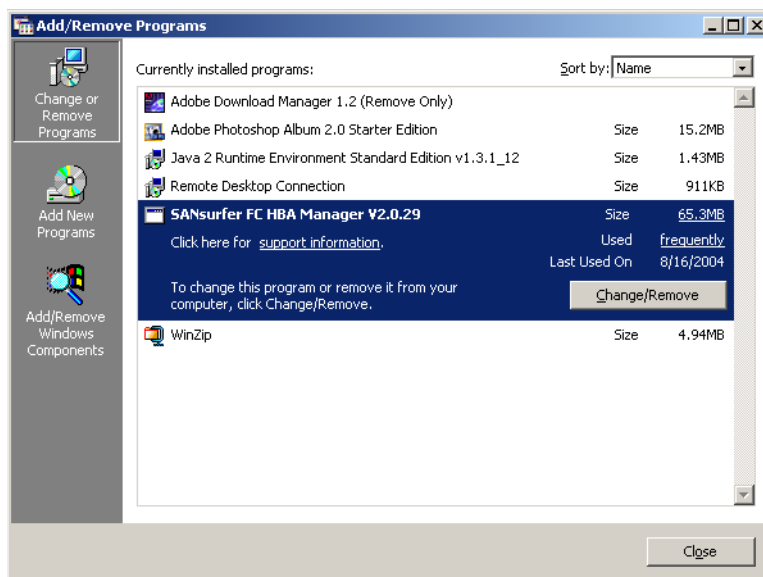 Add/Remove Programs
Change or
Remove
Programs
Add New
Programs
Add/Remove
Windows
Components
Currently installed programs:
Sort by: Name
Adobe Download Manager 1.2 (Remove Only)
Adobe Photoshop Album 2.0 Starter Edition Size 15.2MB
Java 2 Runtime Environment Standard Edition v1.3.1_12 Size 1.43MB
Remote Desktop Connection Size 911KB
SANsurfer FC HBA Manager V2.0.29 Size 65.3MB
Click here for support information. Used frequently
Last Used On 8/16/2004
To change this program or remove it from your
computer, click Change/Remove.
Change/Remove
WinZip Size 4.94MB
Close